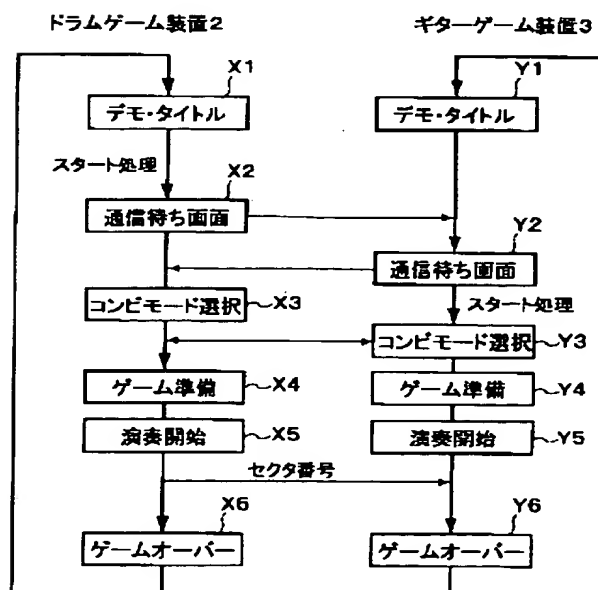 ドラムゲーム装置2
ギターゲーム装置3
X1
デモ・タイトル
Y1
デモ・タイトル
スタート処理
X2
通信待ち画面
Y2
通信待ち画面
スタート処理
コンビモード選択
X3
コンビモード選択
Y3
ゲーム準備
X4
ゲーム準備
Y4
演奏開始
X5
演奏開始
Y5
セクタ番号
X6
ゲームオーバー
Y6
ゲームオーバー